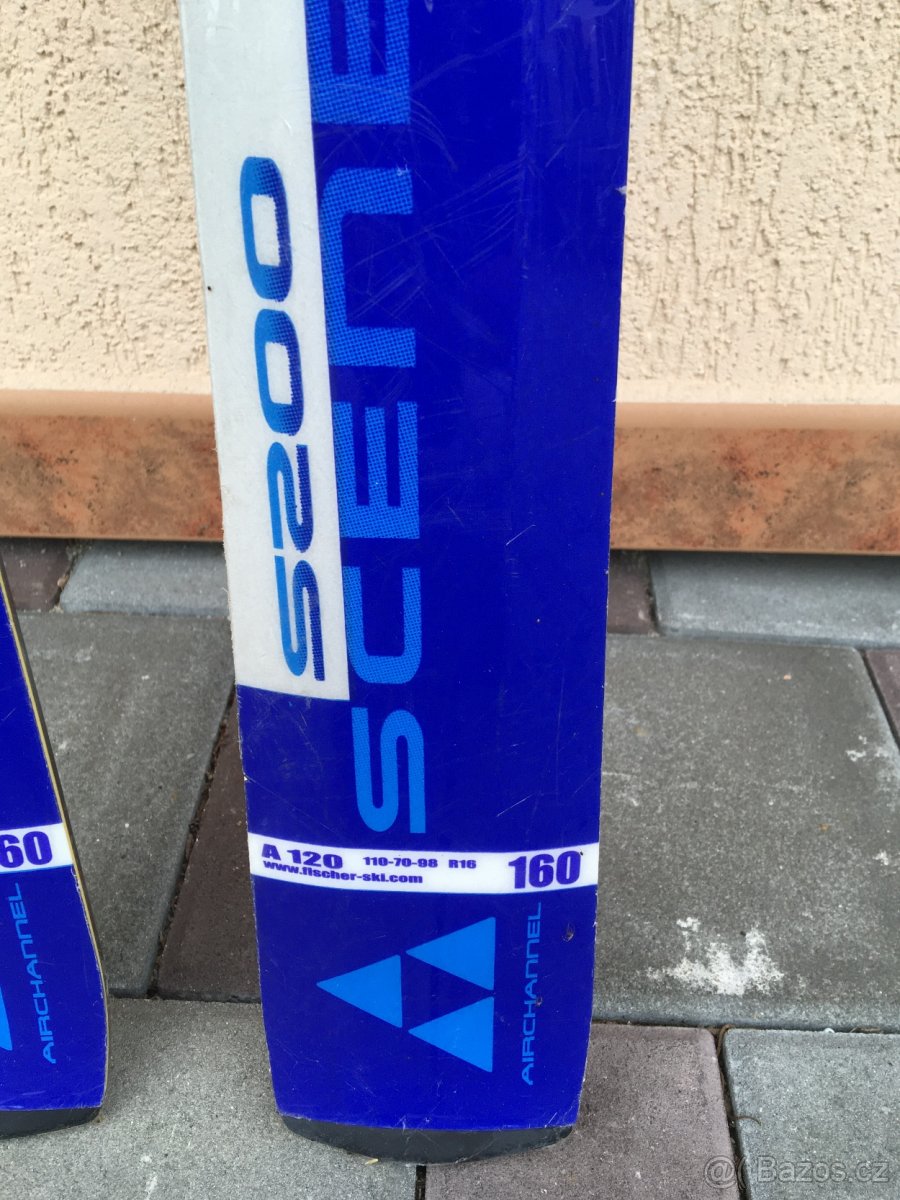 S200
SCENE
A 120 110-70-98 R16 160
www.fischer-ski.com
AIRCHANNEL
60
AIRCHANNEL
@ Bazos.cz